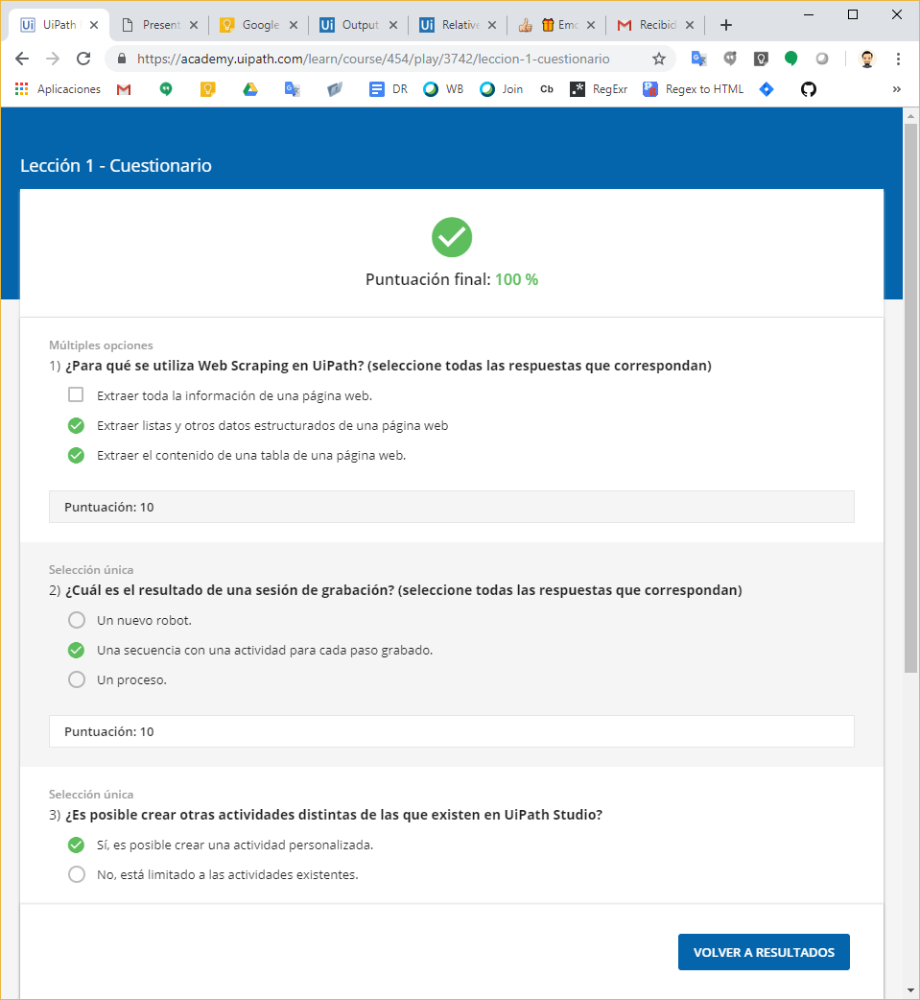 UiPath
Present
Google
Output
Relative
Emo
Recibid
https://academy.uipath.com/learn/course/454/play/3742/leccion-1-cuestionario
Aplicaciones
DR
WB
Join
Cb
RegExr
Regex to HTML
»
Lección 1 - Cuestionario
Puntuación final: 100 %
Múltiples opciones
1) ¿Para qué se utiliza Web Scraping en UiPath? (seleccione todas las respuestas que correspondan)
Extraer toda la información de una página web.
Extraer listas y otros datos estructurados de una página web
Extraer el contenido de una tabla de una página web.
Puntuación: 10
Selección única
2) ¿Cuál es el resultado de una sesión de grabación? (seleccione todas las respuestas que correspondan)
Un nuevo robot.
Una secuencia con una actividad para cada paso grabado.
Un proceso.
Puntuación: 10
Selección única
3) ¿Es posible crear otras actividades distintas de las que existen en UiPath Studio?
Sí, es posible crear una actividad personalizada.
No, está limitado a las actividades existentes.
VOLVER A RESULTADOS